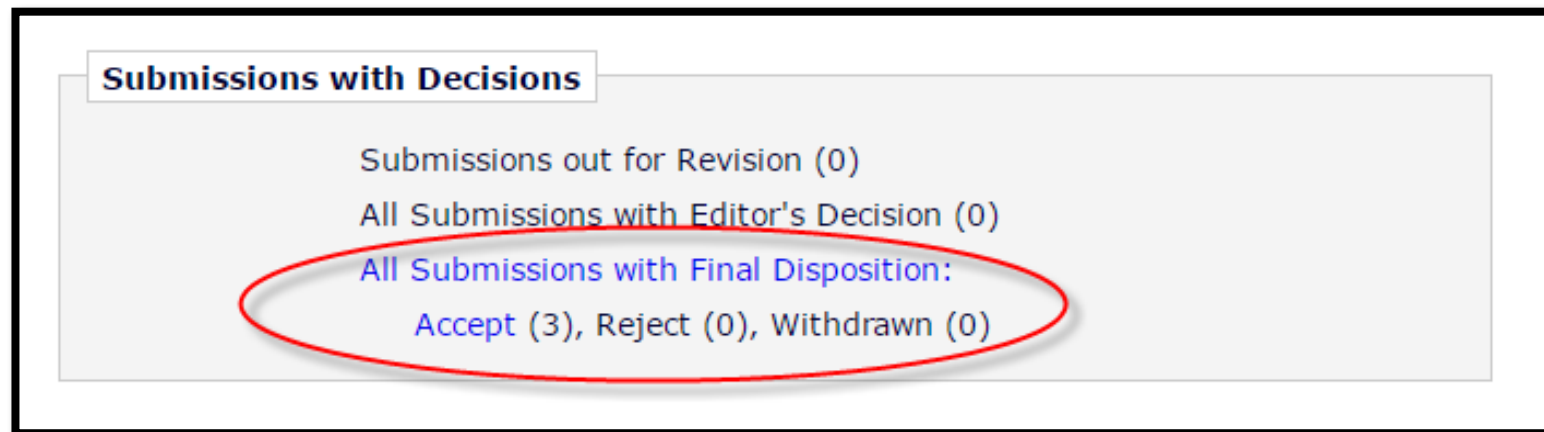 Submissions with Decisions
Submissions out for Revision (0)
All Submissions with Editor's Decision (0)
All Submissions with Final Disposition:
Accept (3), Reject (0), Withdrawn (0)